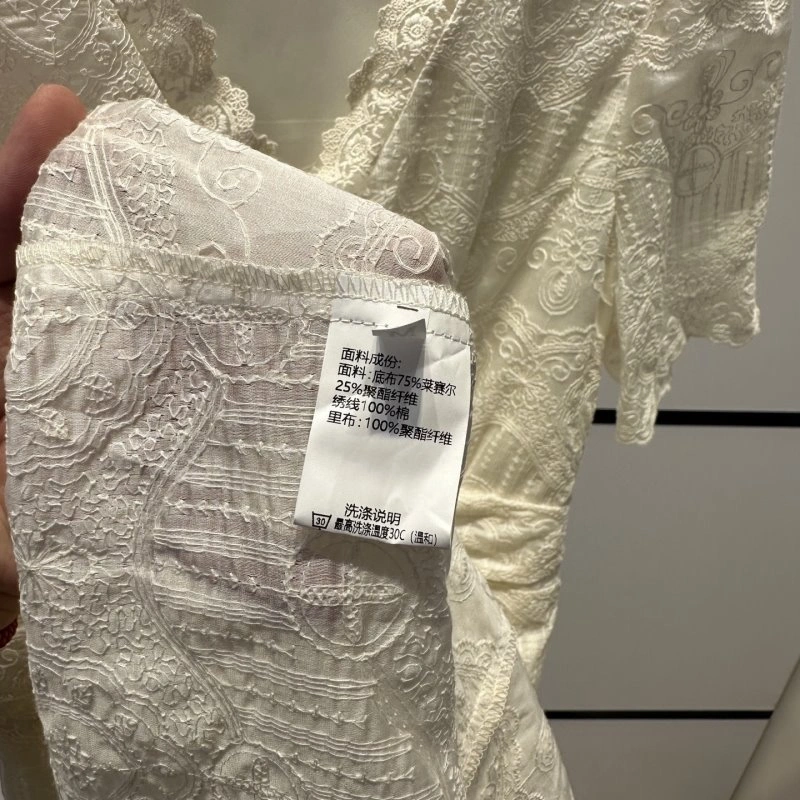 面料成份:
面料:底布75%莱赛尔
25%聚酯纤维
绣线100%棉
里布:100%聚酯纤维
洗涤说明
30 最高洗涤温度30C(温和)